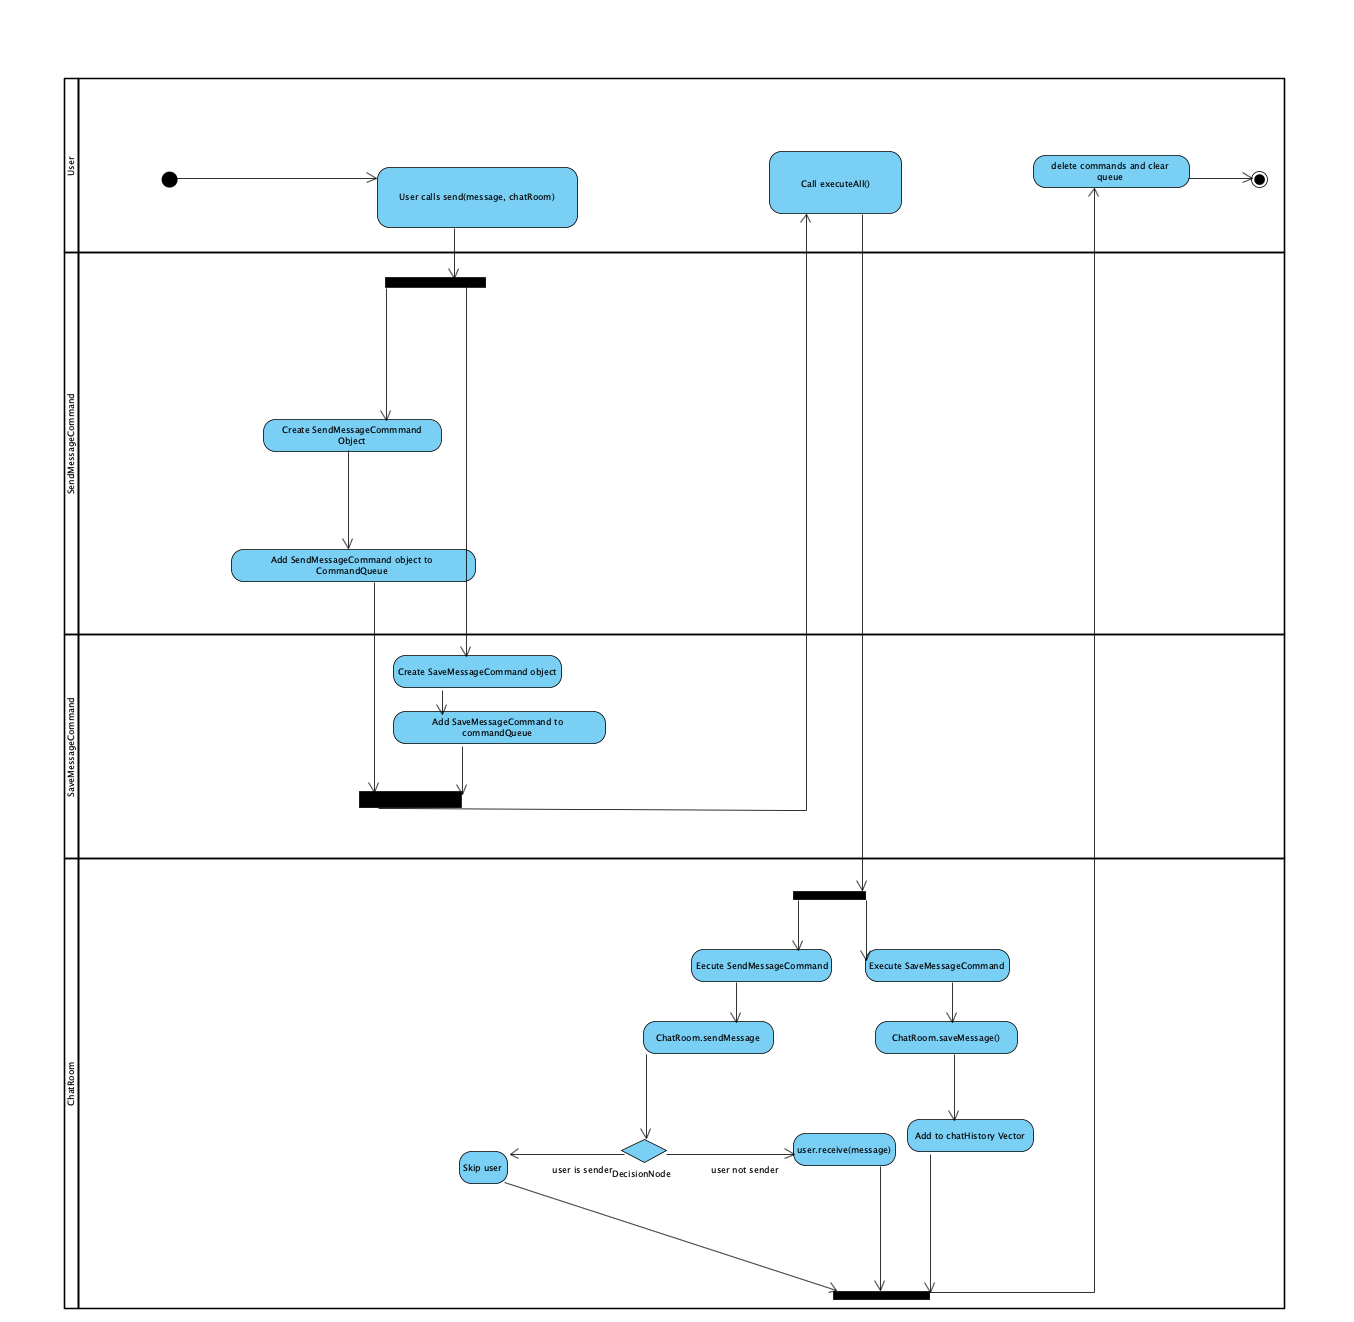 User
User calls send(message, chatRoom)
Call executeAll()
delete commands and clear
queue
SendMessageCommand
Create SendMessageCommmand
Object
Add SendMessageCommand object to
CommandQueue
SaveMessageCommand
Create SaveMessageCommand object
Add SaveMessageCommand to
commandQueue
ChatRoom
Eecute SendMessageCommand
Execute SaveMessageCommand
ChatRoom.sendMessage
ChatRoom.saveMessage()
Add to chatHistory Vector
user.receive(message)
Skip user
user is sender
DecisionNode
user not sender